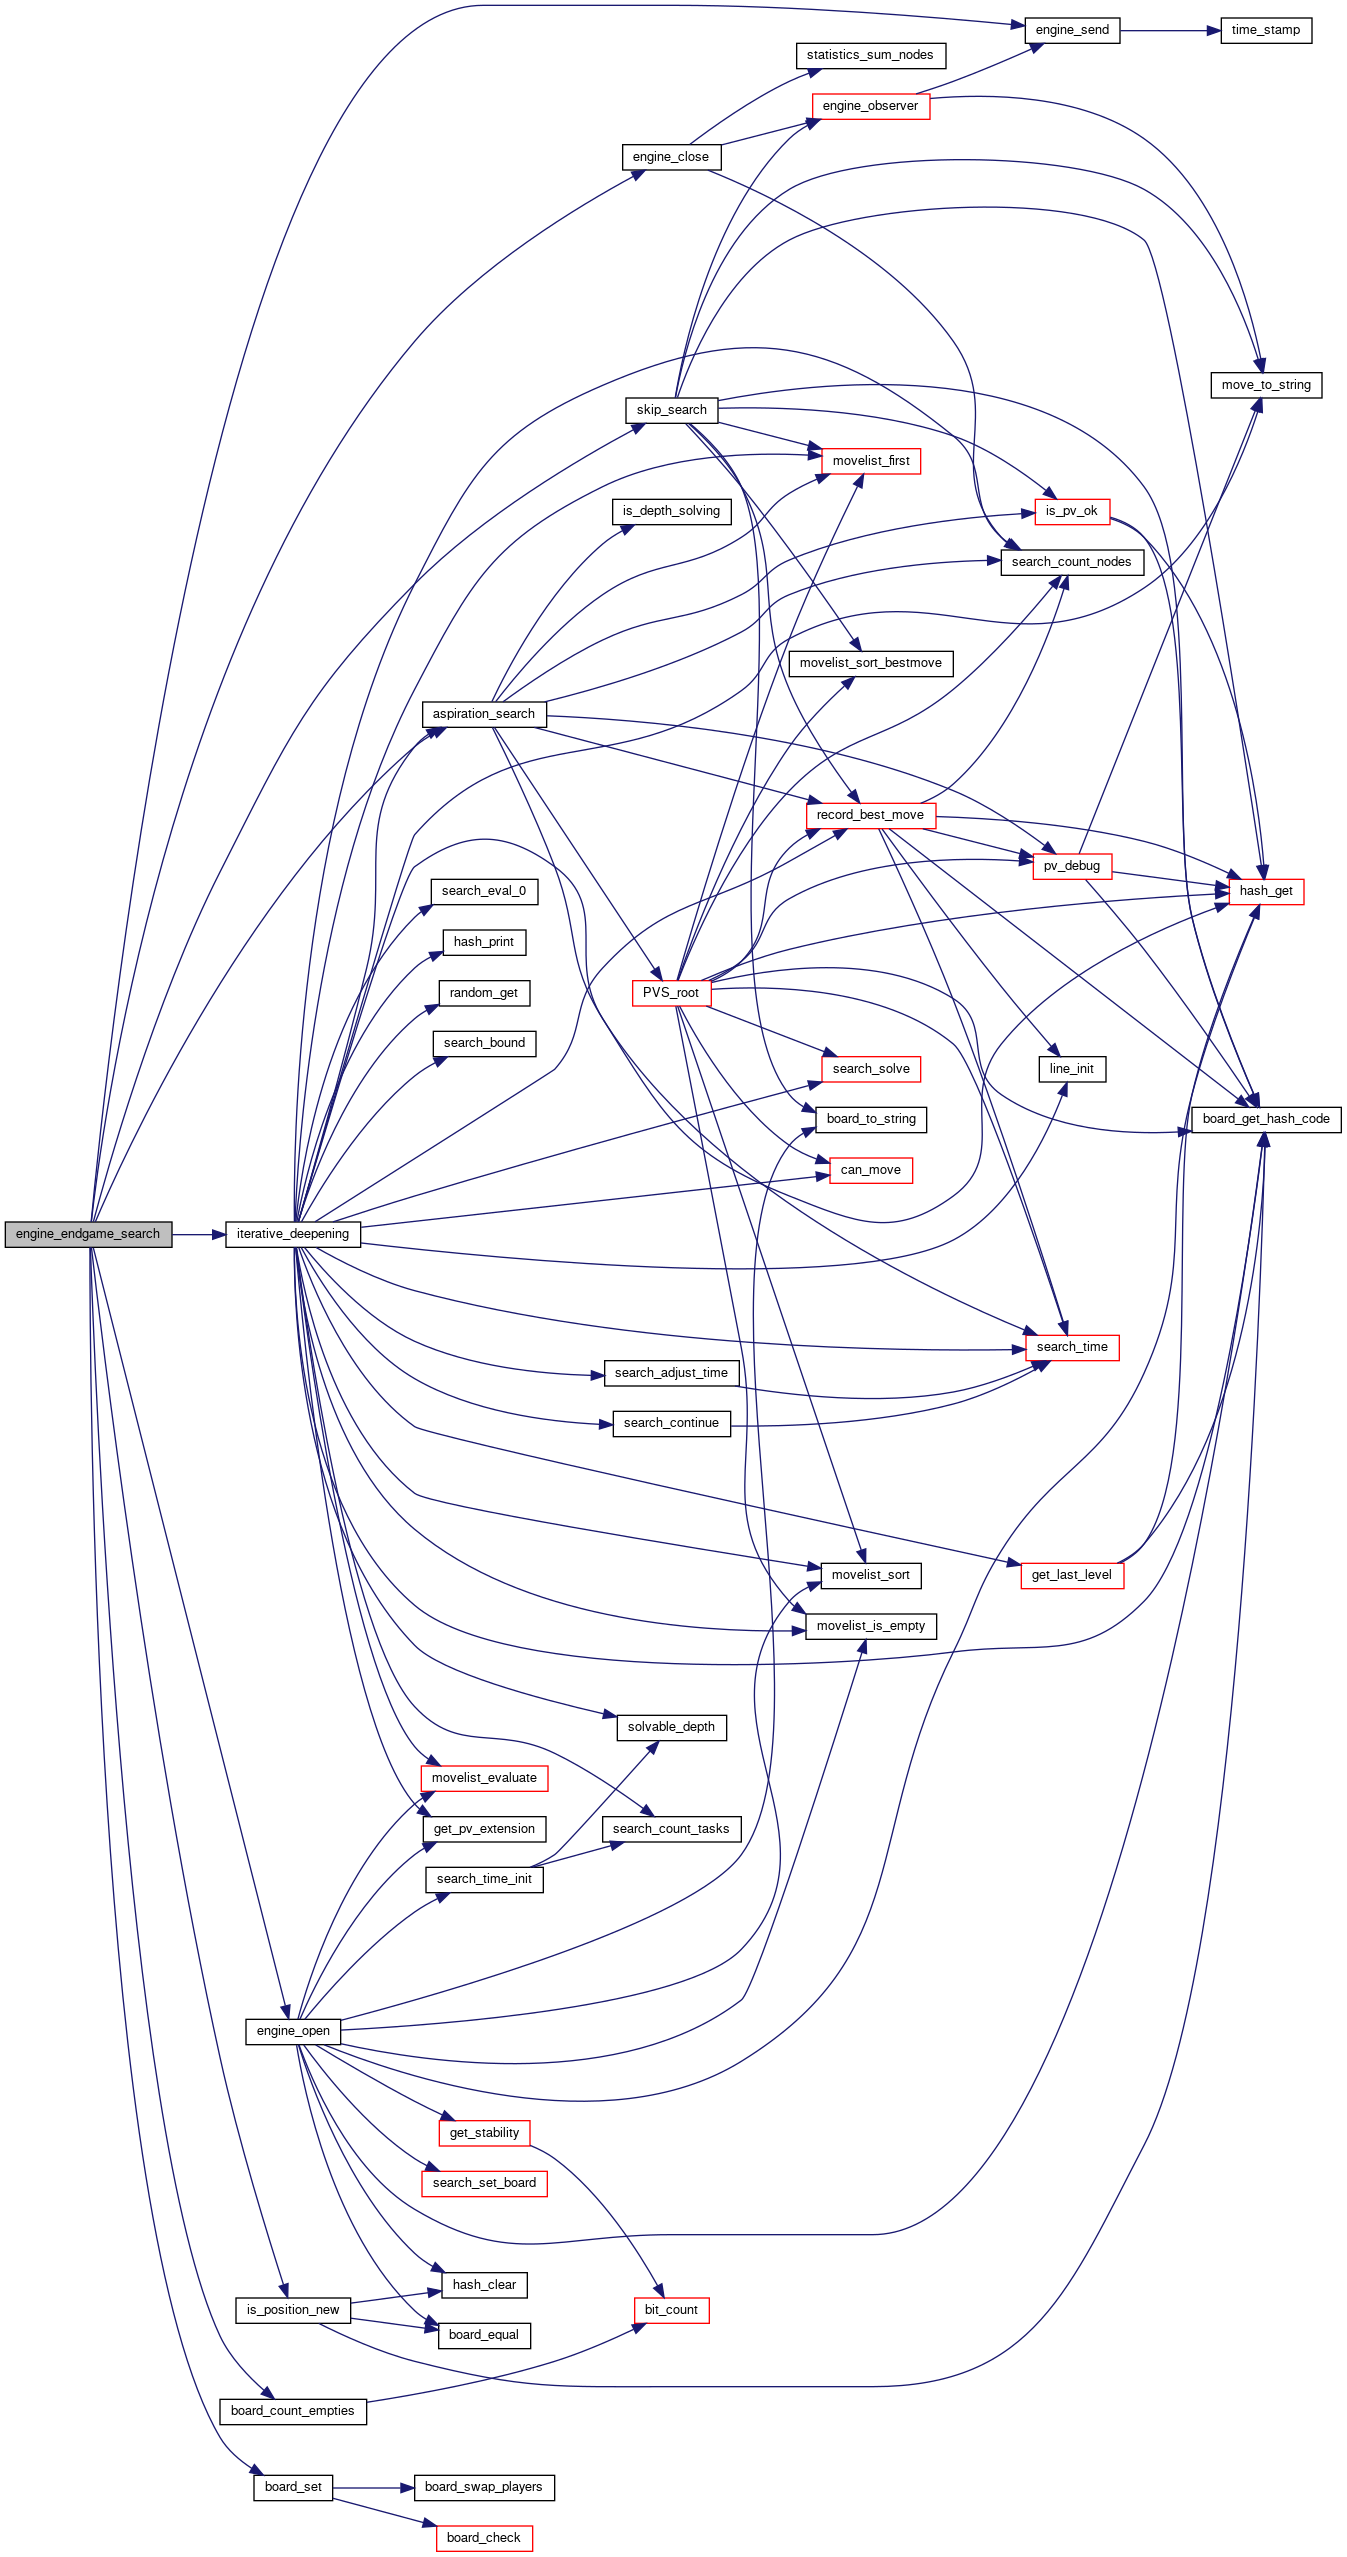 engine_send
time_stamp
statistics_sum_nodes
engine_observer
engine_close
move_to_string
skip_search
movelist_first
is_depth_solving
is_pv_ok
search_count_nodes
movelist_sort_bestmove
aspiration_search
record_best_move
pv_debug
search_eval_0
hash_get
hash_print
random_get
PVS_root
search_bound
search_solve
line_init
board_to_string
board_get_hash_code
can_move
engine_endgame_search
iterative_deepening
search_time
search_adjust_time
search_continue
movelist_sort
get_last_level
movelist_is_empty
solvable_depth
movelist_evaluate
get_pv_extension
search_count_tasks
search_time_init
engine_open
get_stability
search_set_board
hash_clear
is_position_new
bit_count
board_equal
board_count_empties
board_set
board_swap_players
board_check